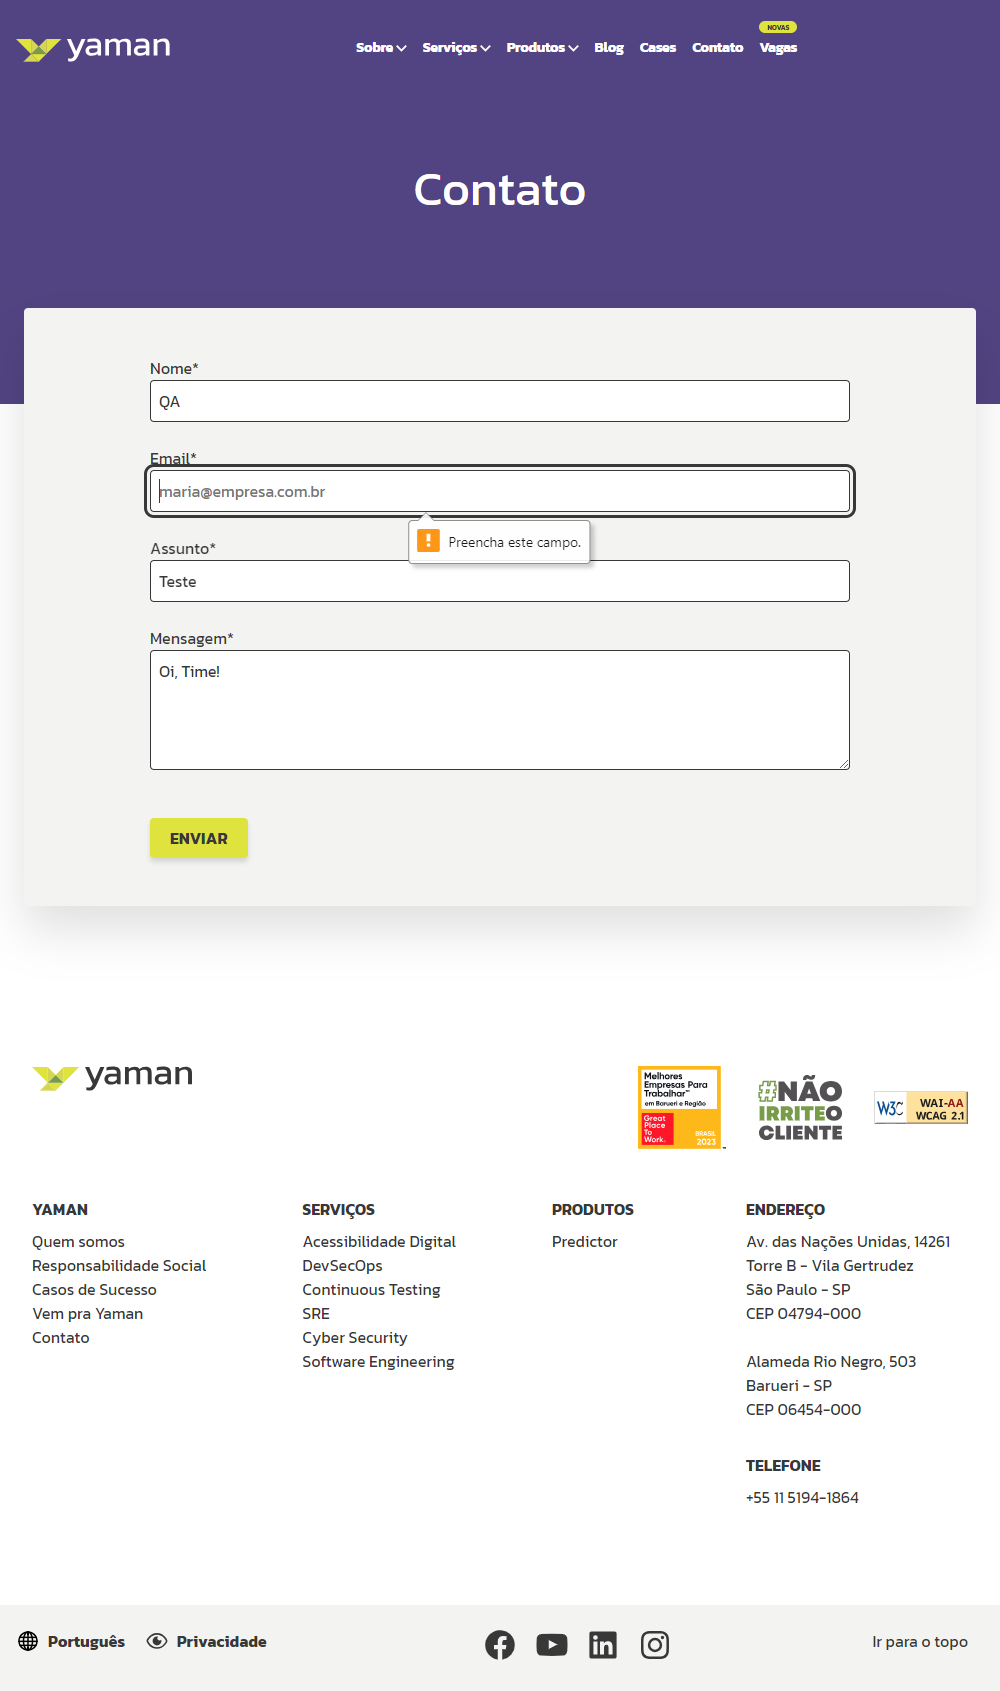 yaman
Sobre
Serviços
Produtos
Blog
Cases
Contato
NOVAS
Vagas
Contato
Nome*
QA
Email*
maria@empresa.com.br
Preencha este campo.
Assunto*
Teste
Mensagem*
Oi, Time!
ENVIAR
yaman
Melhores
Empresas Para
Trabalhar™
em Barueri e Região
Great
Place
To
Work.
BRASIL
2023
#NÃO
IRRITEO
CLIENTE
W3C
WAI-AA
WCAG 2.1
YAMAN
Quem somos
Responsabilidade Social
Casos de Sucesso
Vem pra Yaman
Contato
SERVIÇOS
Acessibilidade Digital
DevSecOps
Continuous Testing
SRE
Cyber Security
Software Engineering
PRODUTOS
Predictor
ENDEREÇO
Av. das Nações Unidas, 14261
Torre B - Vila Gertrudez
São Paulo - SP
CEP 04794-000
Alameda Rio Negro, 503
Barueri - SP
CEP 06454-000
TELEFONE
+55 11 5194-1864
Português
Privacidade
Ir para o topo